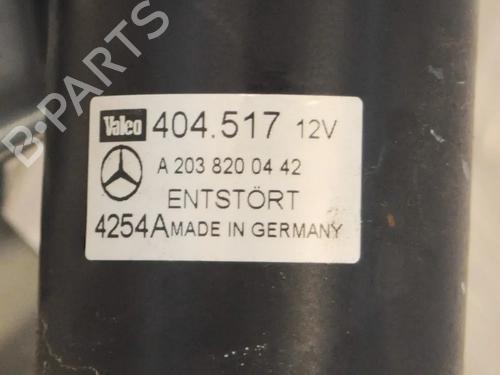 B-PARTS
Valeo 404.517 12V
A 203 820 04 42
ENTSTÖRT
4254A MADE IN GERMANY